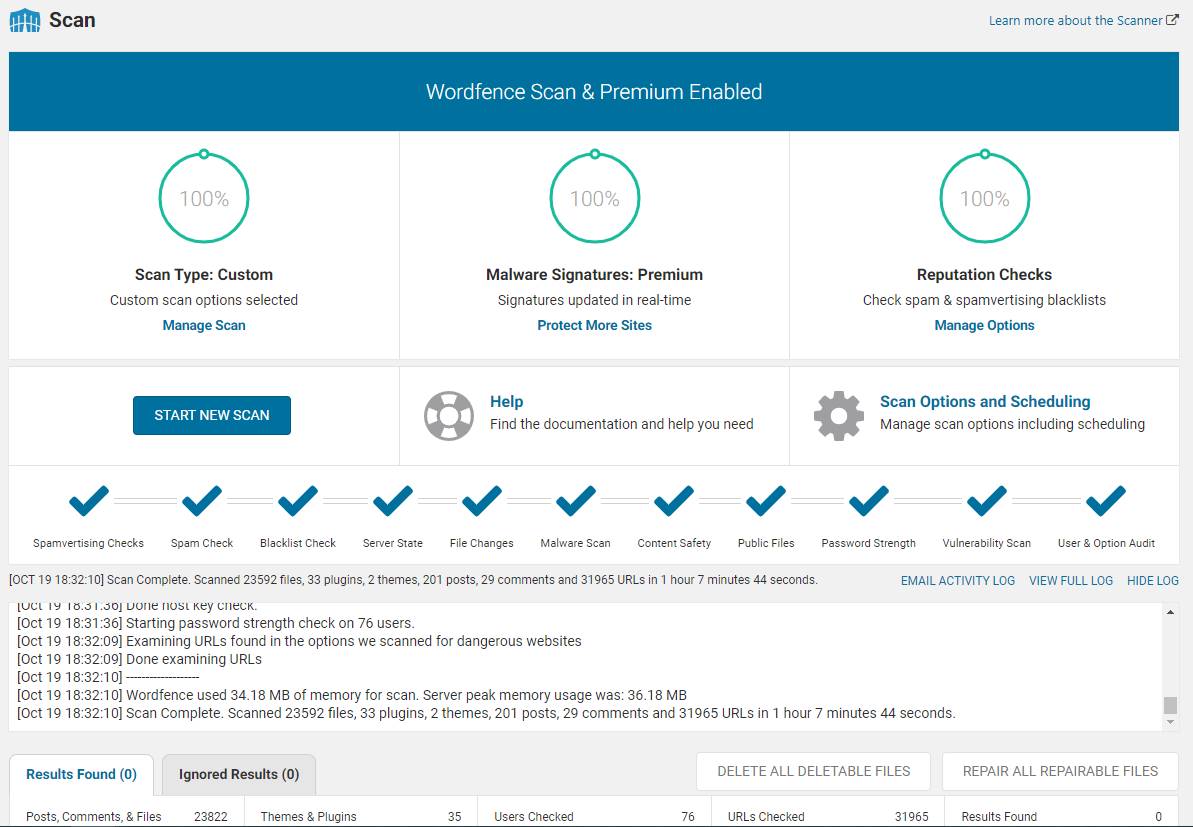 Scan
Learn more about the Scanner
Wordfence Scan & Premium Enabled
100%
100%
100%
Scan Type: Custom
Custom scan options selected
Manage Scan
Malware Signatures: Premium
Signatures updated in real-time
Protect More Sites
Reputation Checks
Check spam & spamvertising blacklists
Manage Options
START NEW SCAN
Help
Find the documentation and help you need
Scan Options and Scheduling
Manage scan options including scheduling
Spamvertising Checks
Spam Check
Blacklist Check
Server State
File Changes
Malware Scan
Content Safety
Public Files
Password Strength
Vulnerability Scan
User & Option Audit
[OCT 19 18:32:10] Scan Complete. Scanned 23592 files, 33 plugins, 2 themes, 201 posts, 29 comments and 31965 URLs in 1 hour 7 minutes 44 seconds.
EMAIL ACTIVITY LOG
VIEW FULL LOG
HIDE LOG
[Oct 19 18:31:36] Done host key check.
[Oct 19 18:31:36] Starting password strength check on 76 users.
[Oct 19 18:32:09] Examining URLs found in the options we scanned for dangerous websites
[Oct 19 18:32:09] Done examining URLs
[Oct 19 18:32:10] -------------------
[Oct 19 18:32:10] Wordfence used 34.18 MB of memory for scan. Server peak memory usage was: 36.18 MB
[Oct 19 18:32:10] Scan Complete. Scanned 23592 files, 33 plugins, 2 themes, 201 posts, 29 comments and 31965 URLs in 1 hour 7 minutes 44 seconds.
Results Found (0)
Ignored Results (0)
DELETE ALL DELETABLE FILES
REPAIR ALL REPAIRABLE FILES
Posts, Comments, & Files 23822
Themes & Plugins 35
Users Checked 76
URLs Checked 31965
Results Found 0